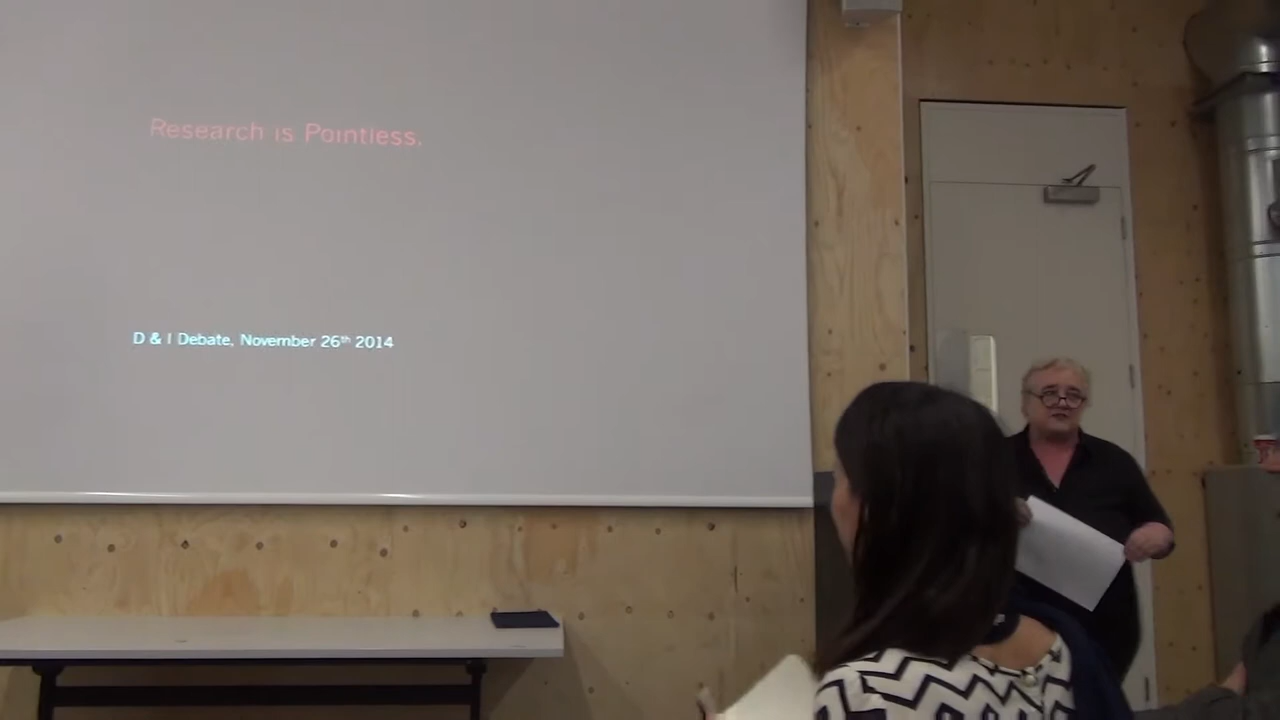 Research is Pointless.
D & I Debate, November 26th 2014